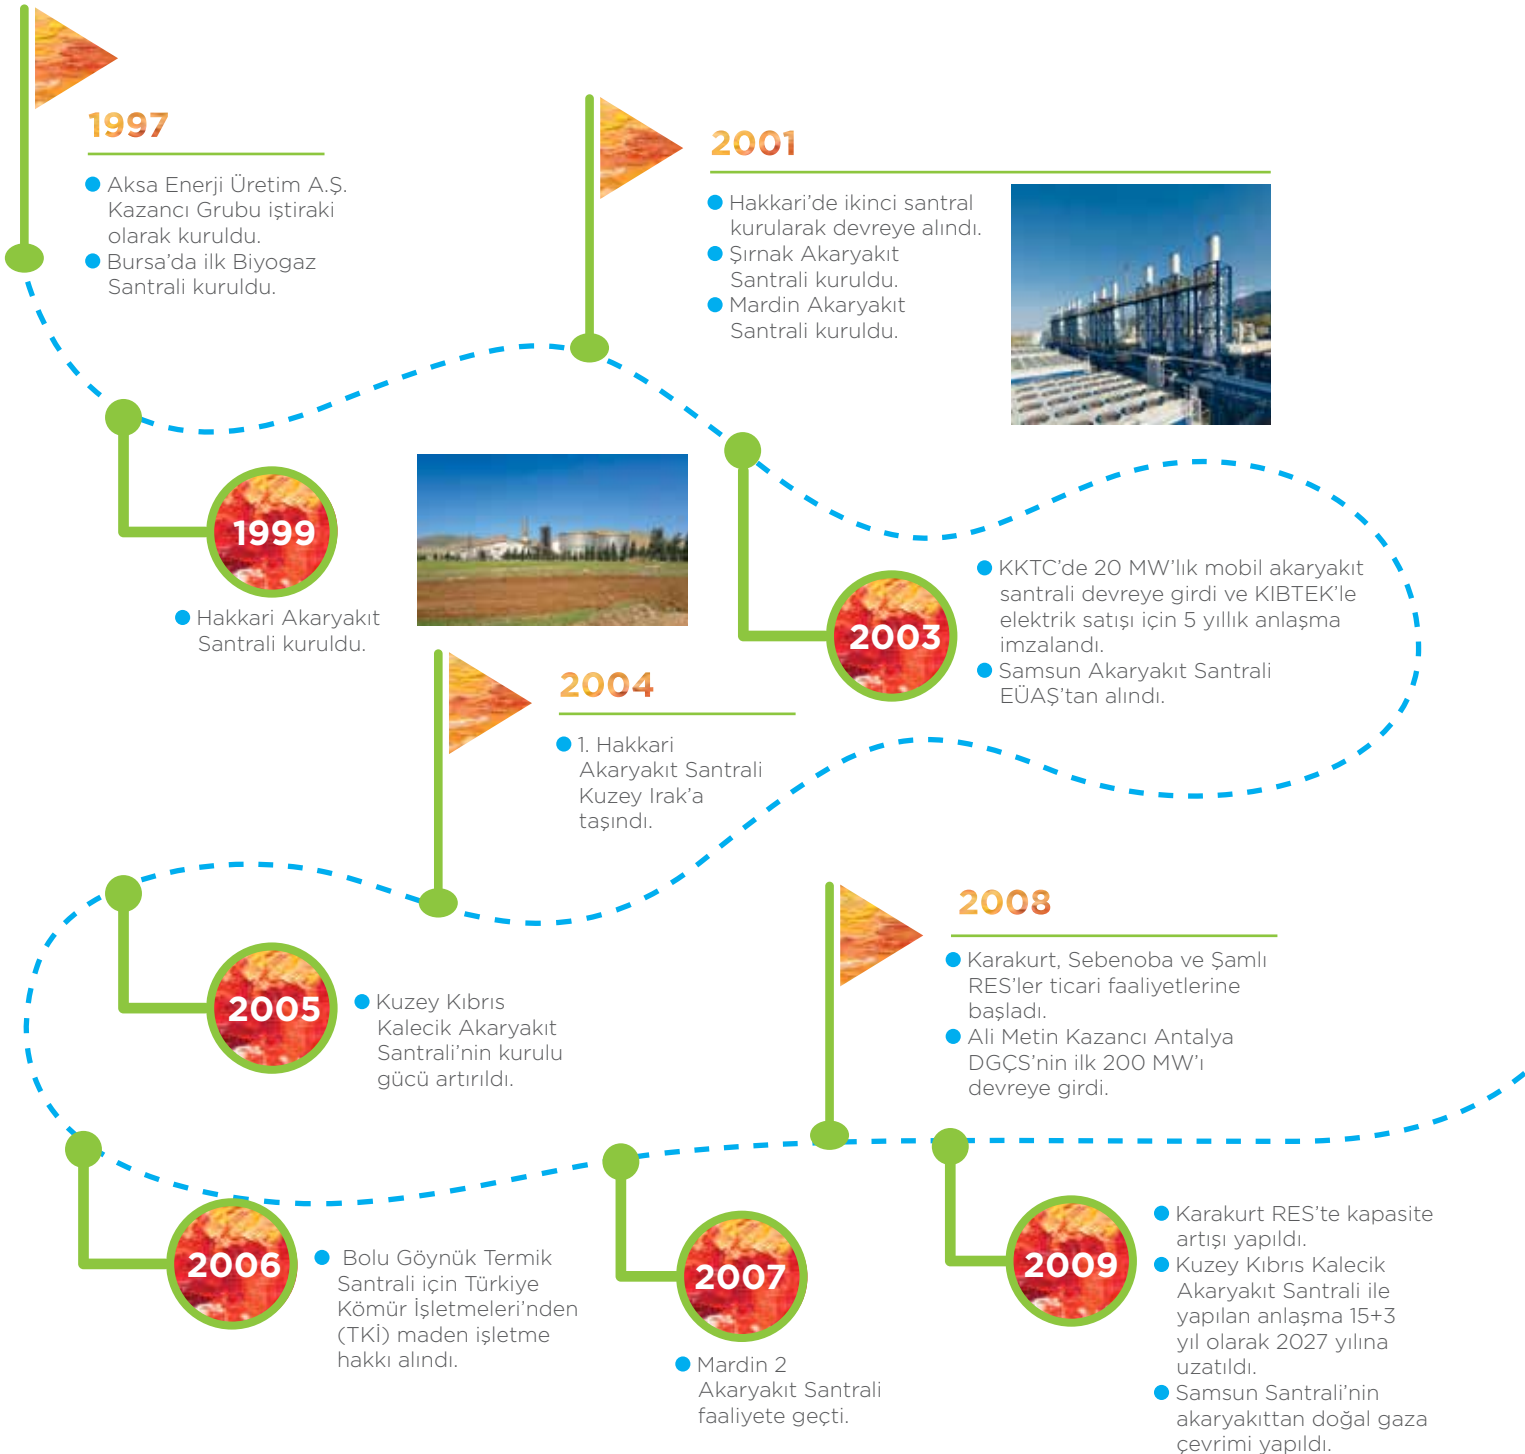 1997
Aksa Enerji Üretim A.Ş.
Kazancı Grubu iştiraki
olarak kuruldu.
Bursa’da ilk Biyogaz
Santrali kuruldu.
1999
Hakkari Akaryakıt
Santrali kuruldu.
2001
Hakkari’de ikinci santral
kurularak devreye alındı.
Şırnak Akaryakıt
Santrali kuruldu.
Mardin Akaryakıt
Santrali kuruldu.
2003
KKTC’de 20 MW’lık mobil akaryakıt
santrali devreye girdi ve KIBTEK’le
elektrik satışı için 5 yıllık anlaşma
imzalandı.
Samsun Akaryakıt Santrali
EÜAŞ’tan alındı.
2004
1. Hakkari
Akaryakıt Santrali
Kuzey Irak’a
taşındı.
2005
Kuzey Kıbrıs
Kalecik Akaryakıt
Santrali’nin kurulu
gücü artırıldı.
2006
Bolu Göynük Termik
Santrali için Türkiye
Kömür İşletmeleri’nden
(TKİ) maden işletme
hakkı alındı.
2007
Mardin 2
Akaryakıt Santrali
faaliyete geçti.
2008
Karakurt, Sebenoba ve Şamlı
RES’ler ticari faaliyetlerine
başladı.
Ali Metin Kazancı Antalya
DGÇS’nin ilk 200 MW’ı
devreye girdi.
2009
Karakurt RES’te kapasite
artışı yapıldı.
Kuzey Kıbrıs Kalecik
Akaryakıt Santrali ile
yapılan anlaşma 15+3
yıl olarak 2027 yılına
uzatıldı.
Samsun Santrali’nin
akaryakıttan doğal gaza
çevrimi yapıldı.